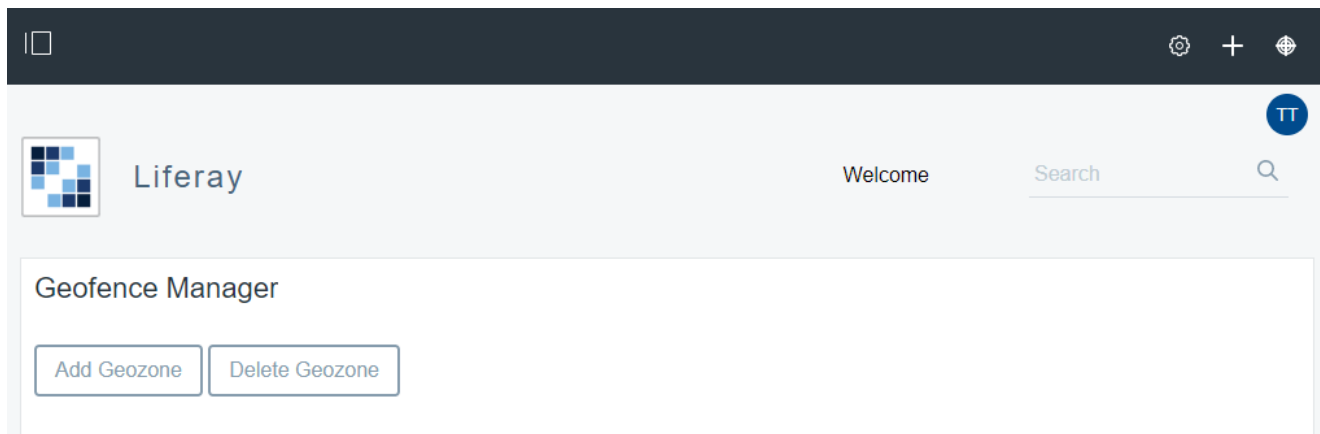 TT
Liferay
Welcome
Search
Geofence Manager
Add Geozone
Delete Geozone